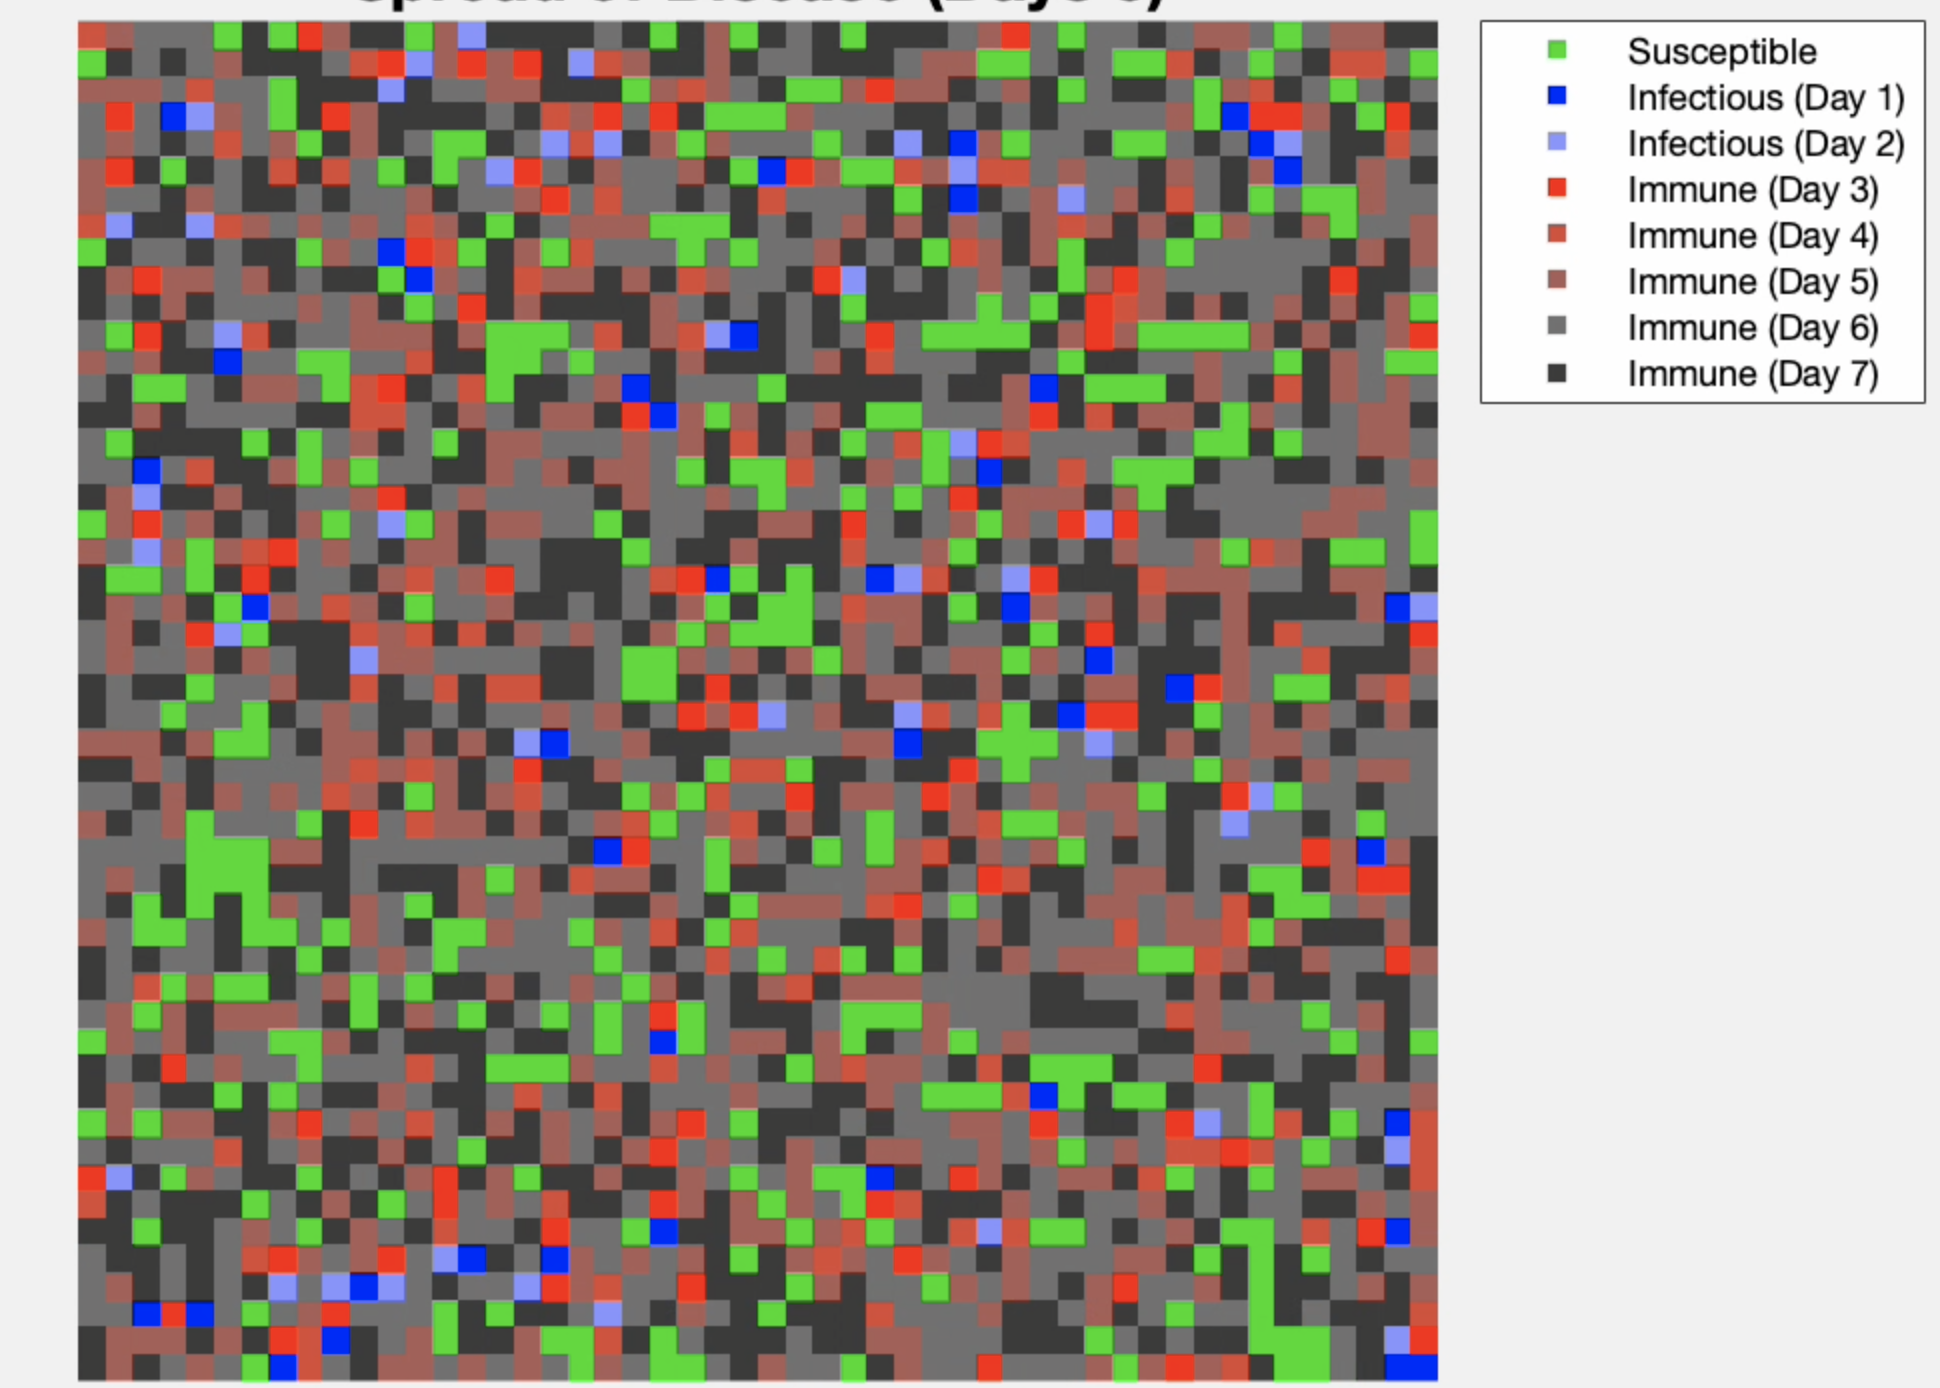 Susceptible
Infectious (Day 1)
Infectious (Day 2)
Immune (Day 3)
Immune (Day 4)
Immune (Day 5)
Immune (Day 6)
Immune (Day 7)